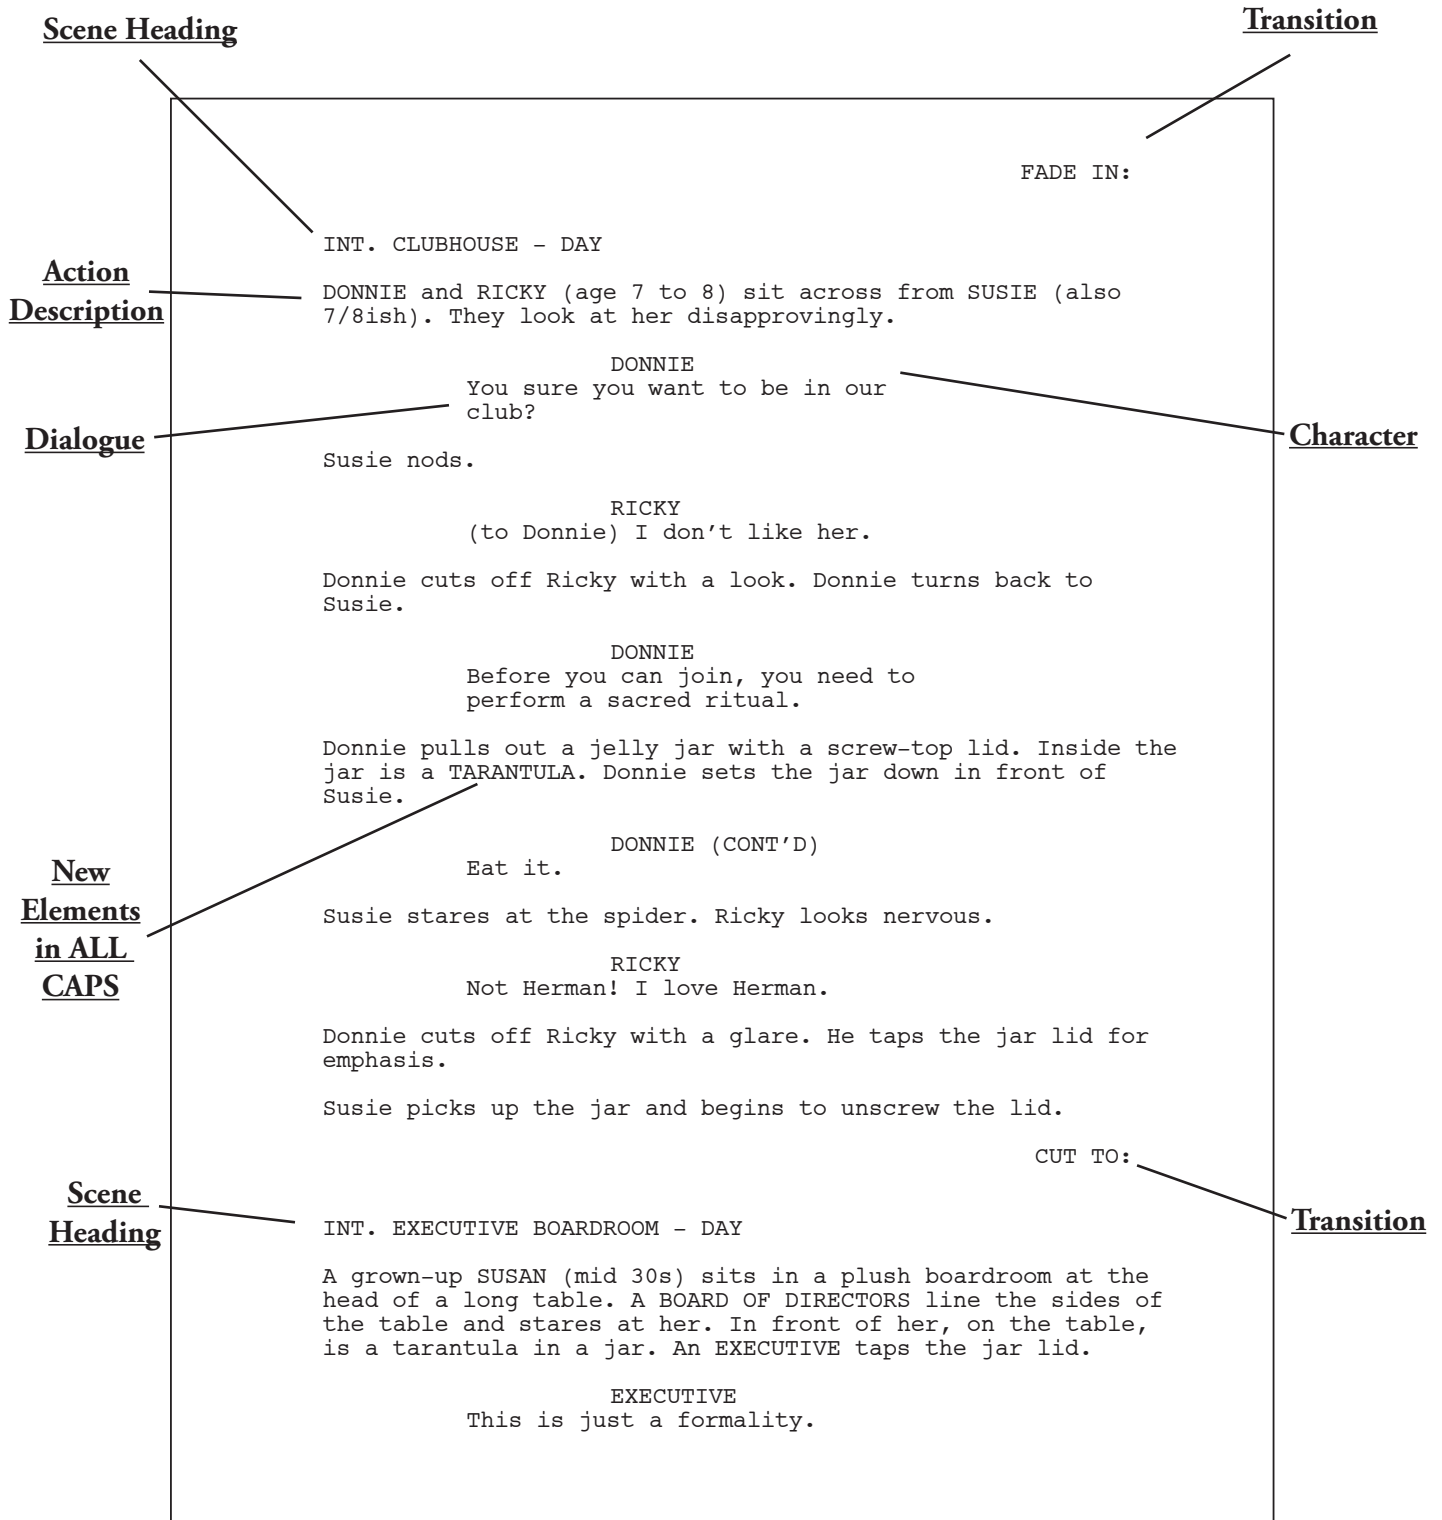 Scene Heading
Transition
FADE IN:
INT. CLUBHOUSE – DAY
Action
Description
DONNIE and RICKY (age 7 to 8) sit across from SUSIE (also
7/8ish). They look at her disapprovingly.
DONNIE
You sure you want to be in our
club?
Dialogue
Character
Susie nods.
RICKY
(to Donnie) I don’t like her.
Donnie cuts off Ricky with a look. Donnie turns back to
Susie.
DONNIE
Before you can join, you need to
perform a sacred ritual.
Donnie pulls out a jelly jar with a screw–top lid. Inside the
jar is a TARANTULA. Donnie sets the jar down in front of
Susie.
DONNIE (CONT’D)
Eat it.
New
Elements
in ALL
CAPS
Susie stares at the spider. Ricky looks nervous.
RICKY
Not Herman! I love Herman.
Donnie cuts off Ricky with a glare. He taps the jar lid for
emphasis.
Susie picks up the jar and begins to unscrew the lid.
CUT TO:
Scene
Heading
Transition
INT. EXECUTIVE BOARDROOM – DAY
A grown–up SUSAN (mid 30s) sits in a plush boardroom at the
head of a long table. A BOARD OF DIRECTORS line the sides of
the table and stares at her. In front of her, on the table,
is a tarantula in a jar. An EXECUTIVE taps the jar lid.
EXECUTIVE
This is just a formality.